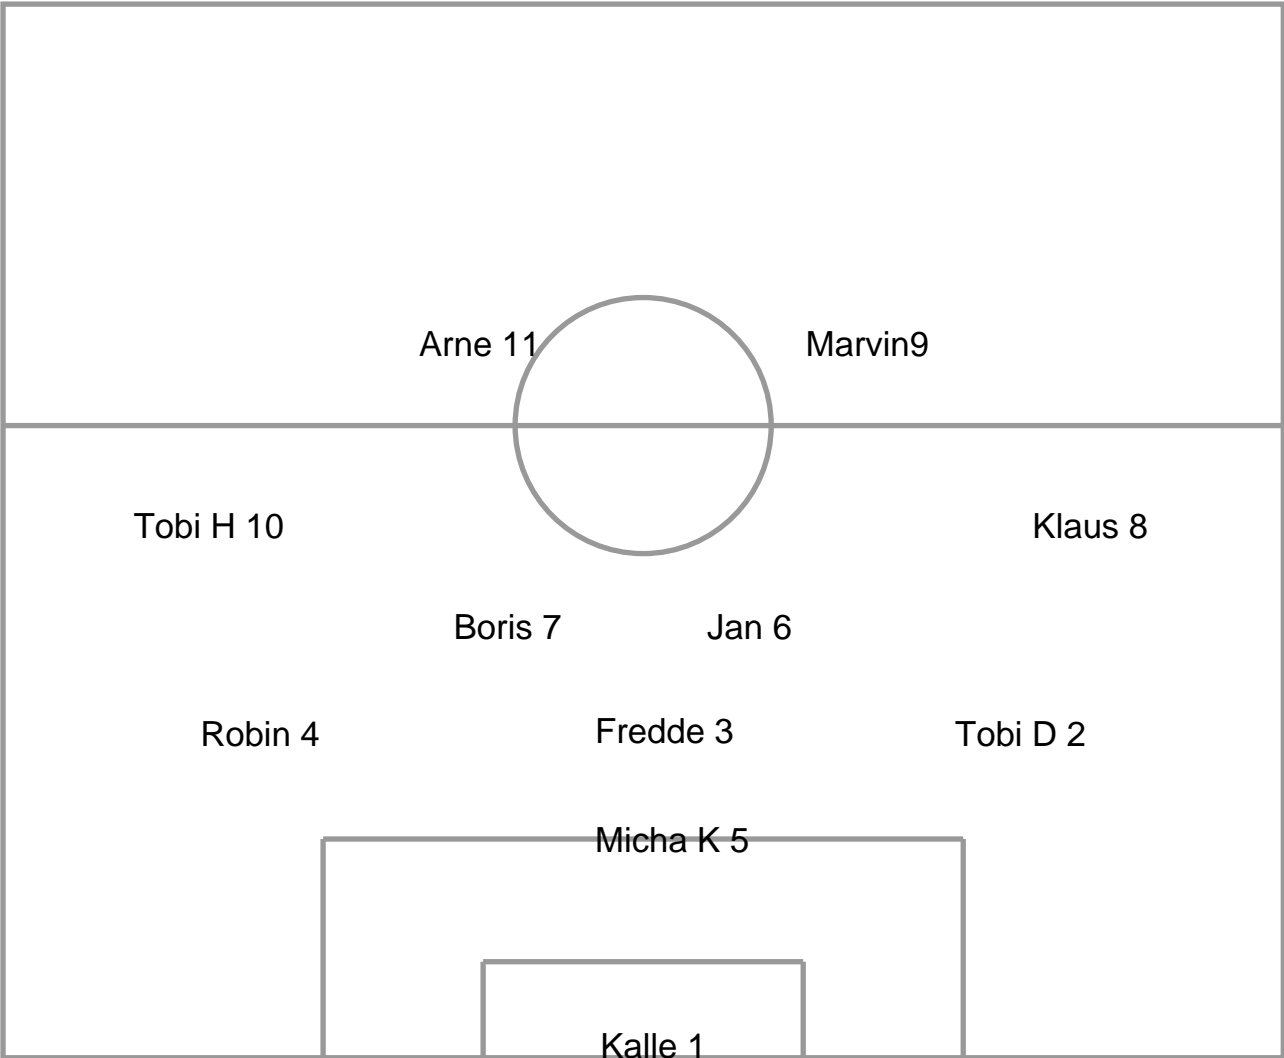 Arne 11 Marvin9
Tobi H 10 Klaus 8
Boris 7 Jan 6
Robin 4 Fredde 3 Tobi D 2
Micha K 5
Kalle 1